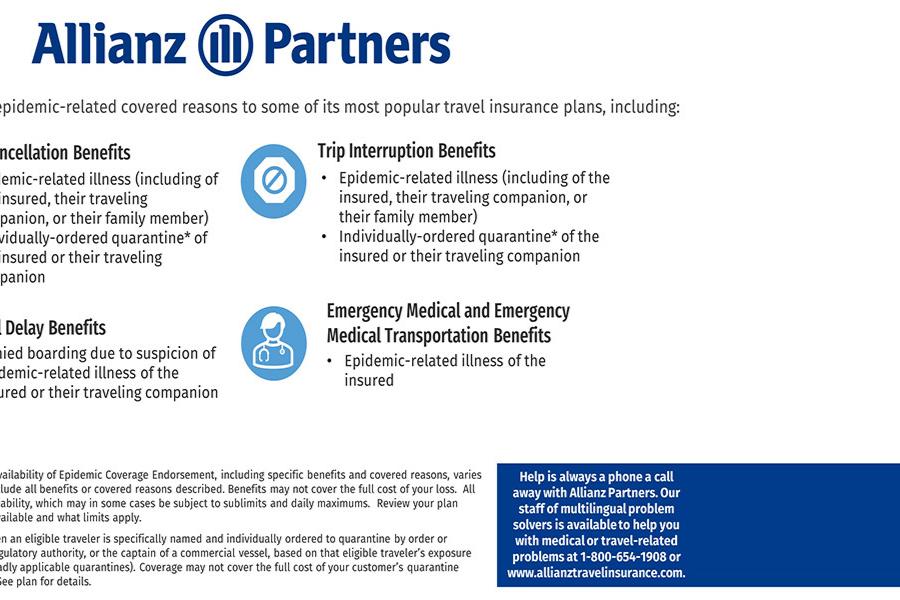 Allianz Partners
epidemic-related covered reasons to some of its most popular travel insurance plans, including:
ncellation Benefits
emic-related illness (including of
insured, their traveling
panion, or their family member)
vidually-ordered quarantine* of
insured or their traveling
panion
Trip Interruption Benefits
• Epidemic-related illness (including of the
insured, their traveling companion, or
their family member)
• Individually-ordered quarantine* of the
insured or their traveling companion
l Delay Benefits
nied boarding due to suspicion of
demic-related illness of the
ured or their traveling companion
Emergency Medical and Emergency
Medical Transportation Benefits
• Epidemic-related illness of the
insured
vailability of Epidemic Coverage Endorsement, including specific benefits and covered reasons, varies
lude all benefits or covered reasons described. Benefits may not cover the full cost of your loss. All
ability, which may in some cases be subject to sublimits and daily maximums. Review your plan
ailable and what limits apply.
en an eligible traveler is specifically named and individually ordered to quarantine by order or
gulatory authority, or the captain of a commercial vessel, based on that eligible traveler's exposure
adly applicable quarantines). Coverage may not cover the full cost of your customer's quarantine
See plan for details.
Help is always a phone a call
away with Allianz Partners. Our
staff of multilingual problem
solvers is available to help you
with medical or travel-related
problems at 1-800-654-1908 or
www.allianztravelinsurance.com.